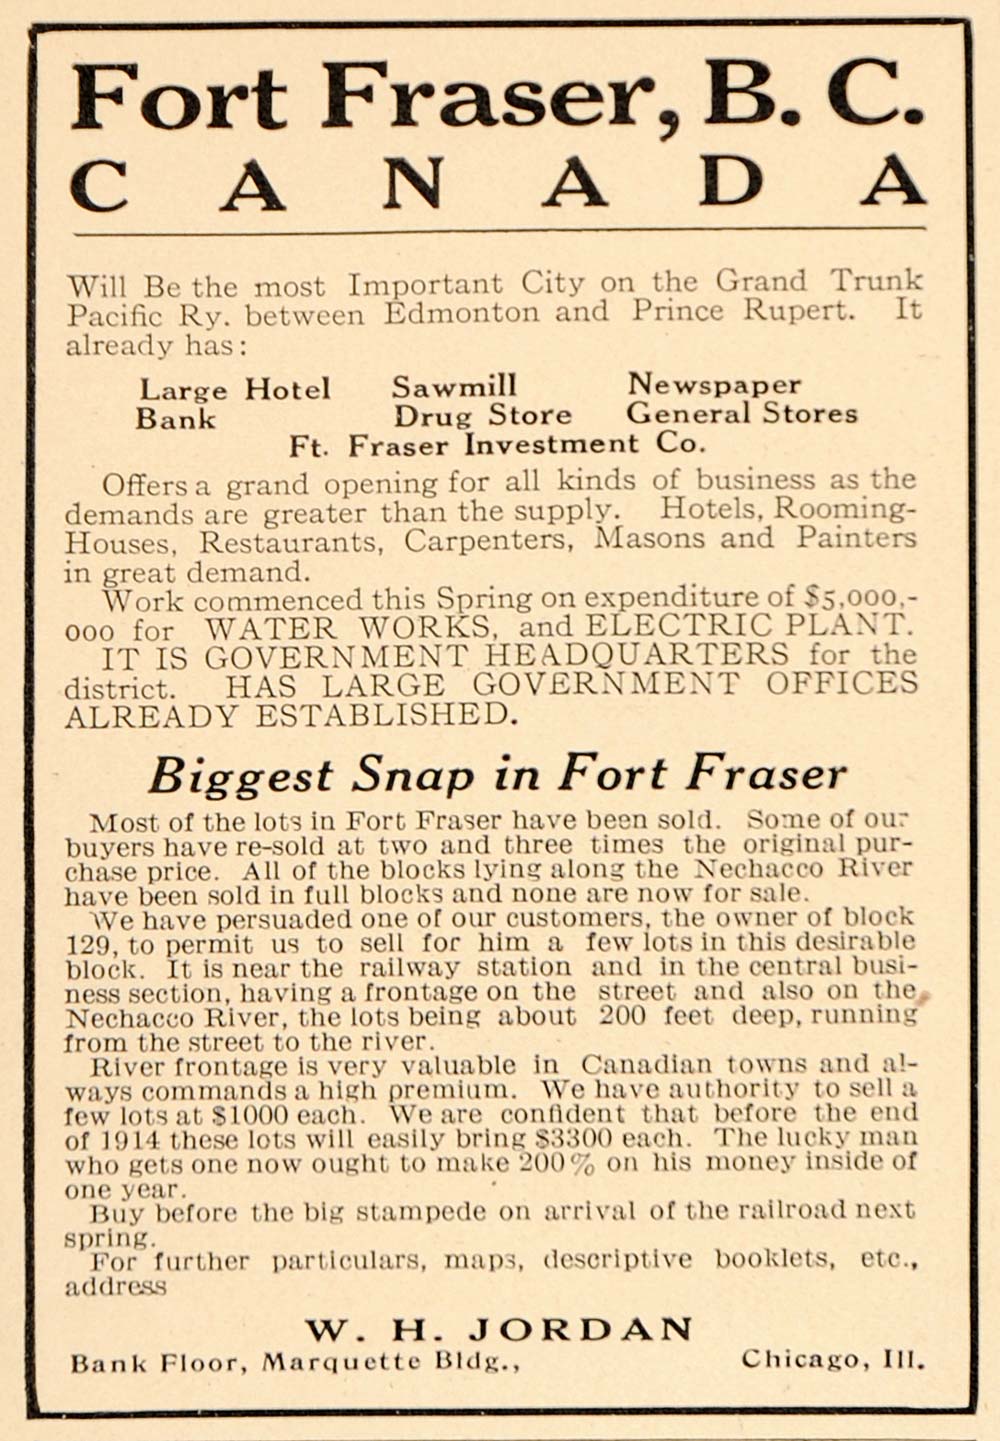 Fort Fraser, B. C.
CANADA
Will Be the most Important City on the Grand Trunk
Pacific Ry. between Edmonton and Prince Rupert. It
already has:
Large Hotel Sawmill Newspaper
Bank Drug Store General Stores
Ft. Fraser Investment Co.
Offers a grand opening for all kinds of business as the
demands are greater than the supply. Hotels, Rooming-
Houses, Restaurants, Carpenters, Masons and Painters
in great demand.
Work commenced this Spring on expenditure of $5,000,-
000 for WATER WORKS, and ELECTRIC PLANT.
IT IS GOVERNMENT HEADQUARTERS for the
district. HAS LARGE GOVERNMENT OFFICES
ALREADY ESTABLISHED.
Biggest Snap in Fort Fraser
Most of the lots in Fort Fraser have been sold. Some of our
buyers have re-sold at two and three times the original pur-
chase price. All of the blocks lying along the Nechacco River
have been sold in full blocks and none are now for sale.
We have persuaded one of our customers, the owner of block
129, to permit us to sell for him a few lots in this desirable
block. It is near the railway station and in the central busi-
ness section, having a frontage on the street and also on the
Nechacco River, the lots being about 200 feet deep, running
from the street to the river.
River frontage is very valuable in Canadian towns and al-
ways commands a high premium. We have authority to sell a
few lots at $1000 each. We are confident that before the end
of 1914 these lots will easily bring $3300 each. The lucky man
who gets one now ought to make 200% on his money inside of
one year.
Buy before the big stampede on arrival of the railroad next
spring.
For further particulars, maps, descriptive booklets, etc.,
address
W. H. JORDAN
Bank Floor, Marquette Bldg., Chicago, Ill.